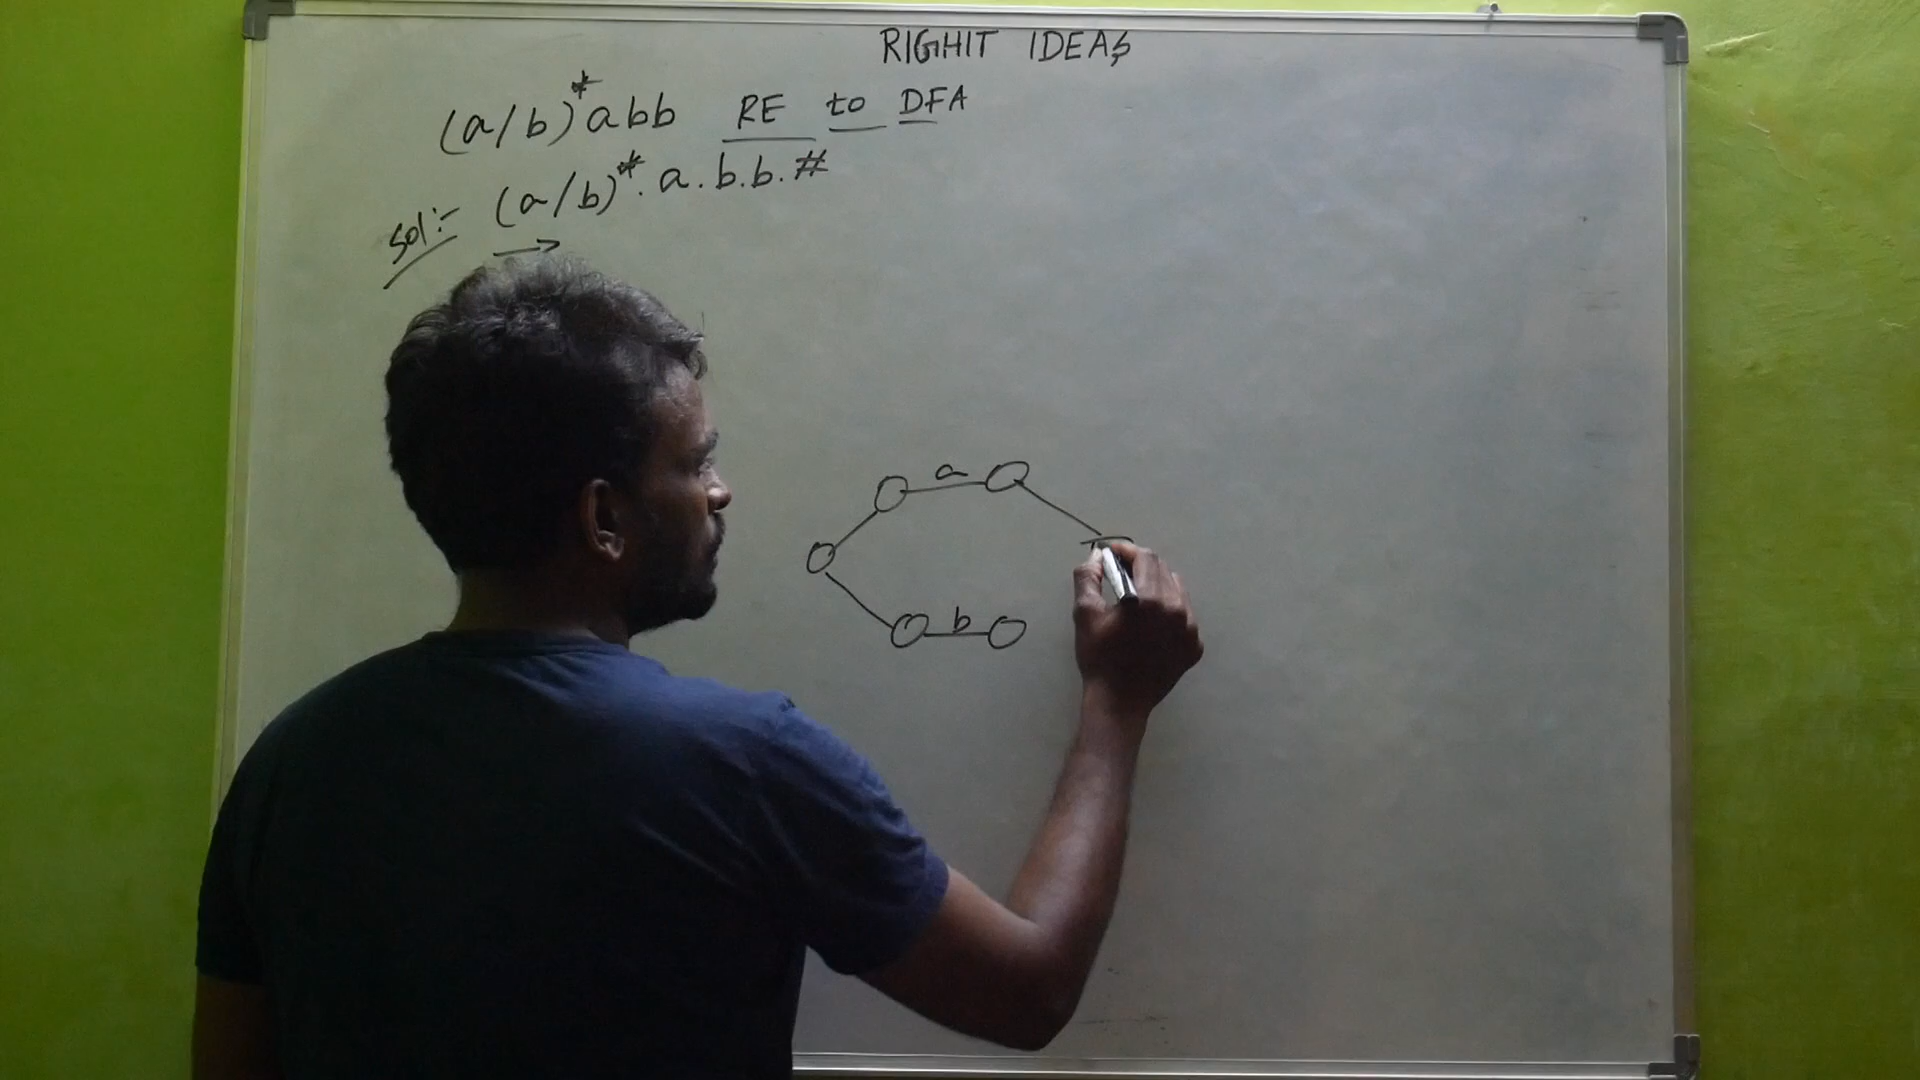 RIGHIT IDEAS
(a/b)*abb RE to DFA
Sol:- (a/b)*.a.b.b.#
a
b